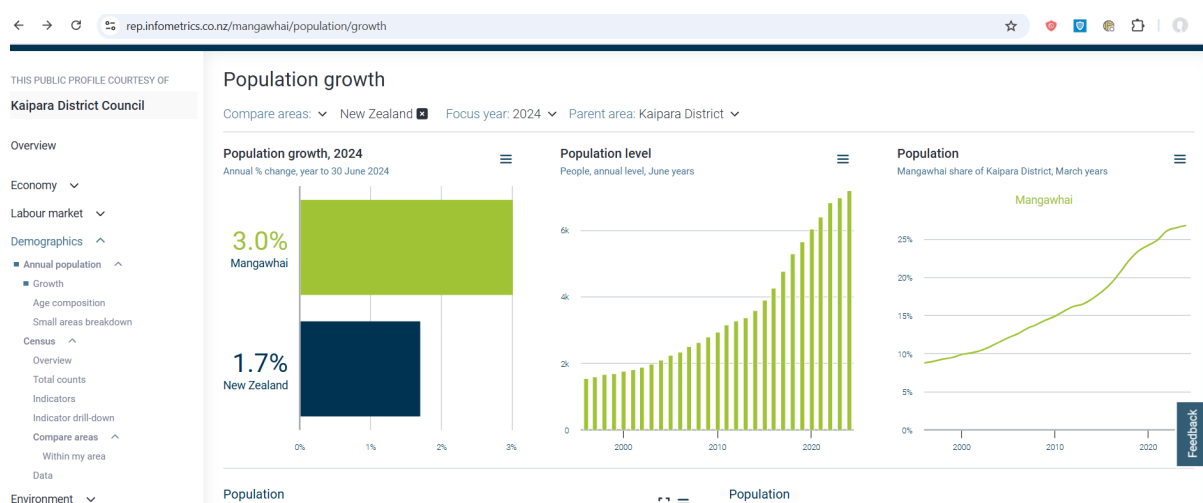 rep.infometrics.co.nz/mangawhai/population/growth
THIS PUBLIC PROFILE COURTESY OF
Kaipara District Council
Overview
Economy
Labour market
Demographics
Annual population
Growth
Age composition
Small areas breakdown
Census
Overview
Total counts
Indicators
Indicator drill-down
Compare areas
Within my area
Data
Environment
Population growth
Compare areas: New Zealand Focus year: 2024 Parent area: Kaipara District
Population growth, 2024
Annual % change, year to 30 June 2024
3.0%
Mangawhai
1.7%
New Zealand
0% 1% 2% 3%
Population level
People, annual level, June years
6k
4k
2k
0
2000 2010 2020
Population
Mangawhai share of Kaipara District, March years
Mangawhai
25%
20%
15%
10%
5%
0%
2000 2010 2020
Feedback
Population
Population